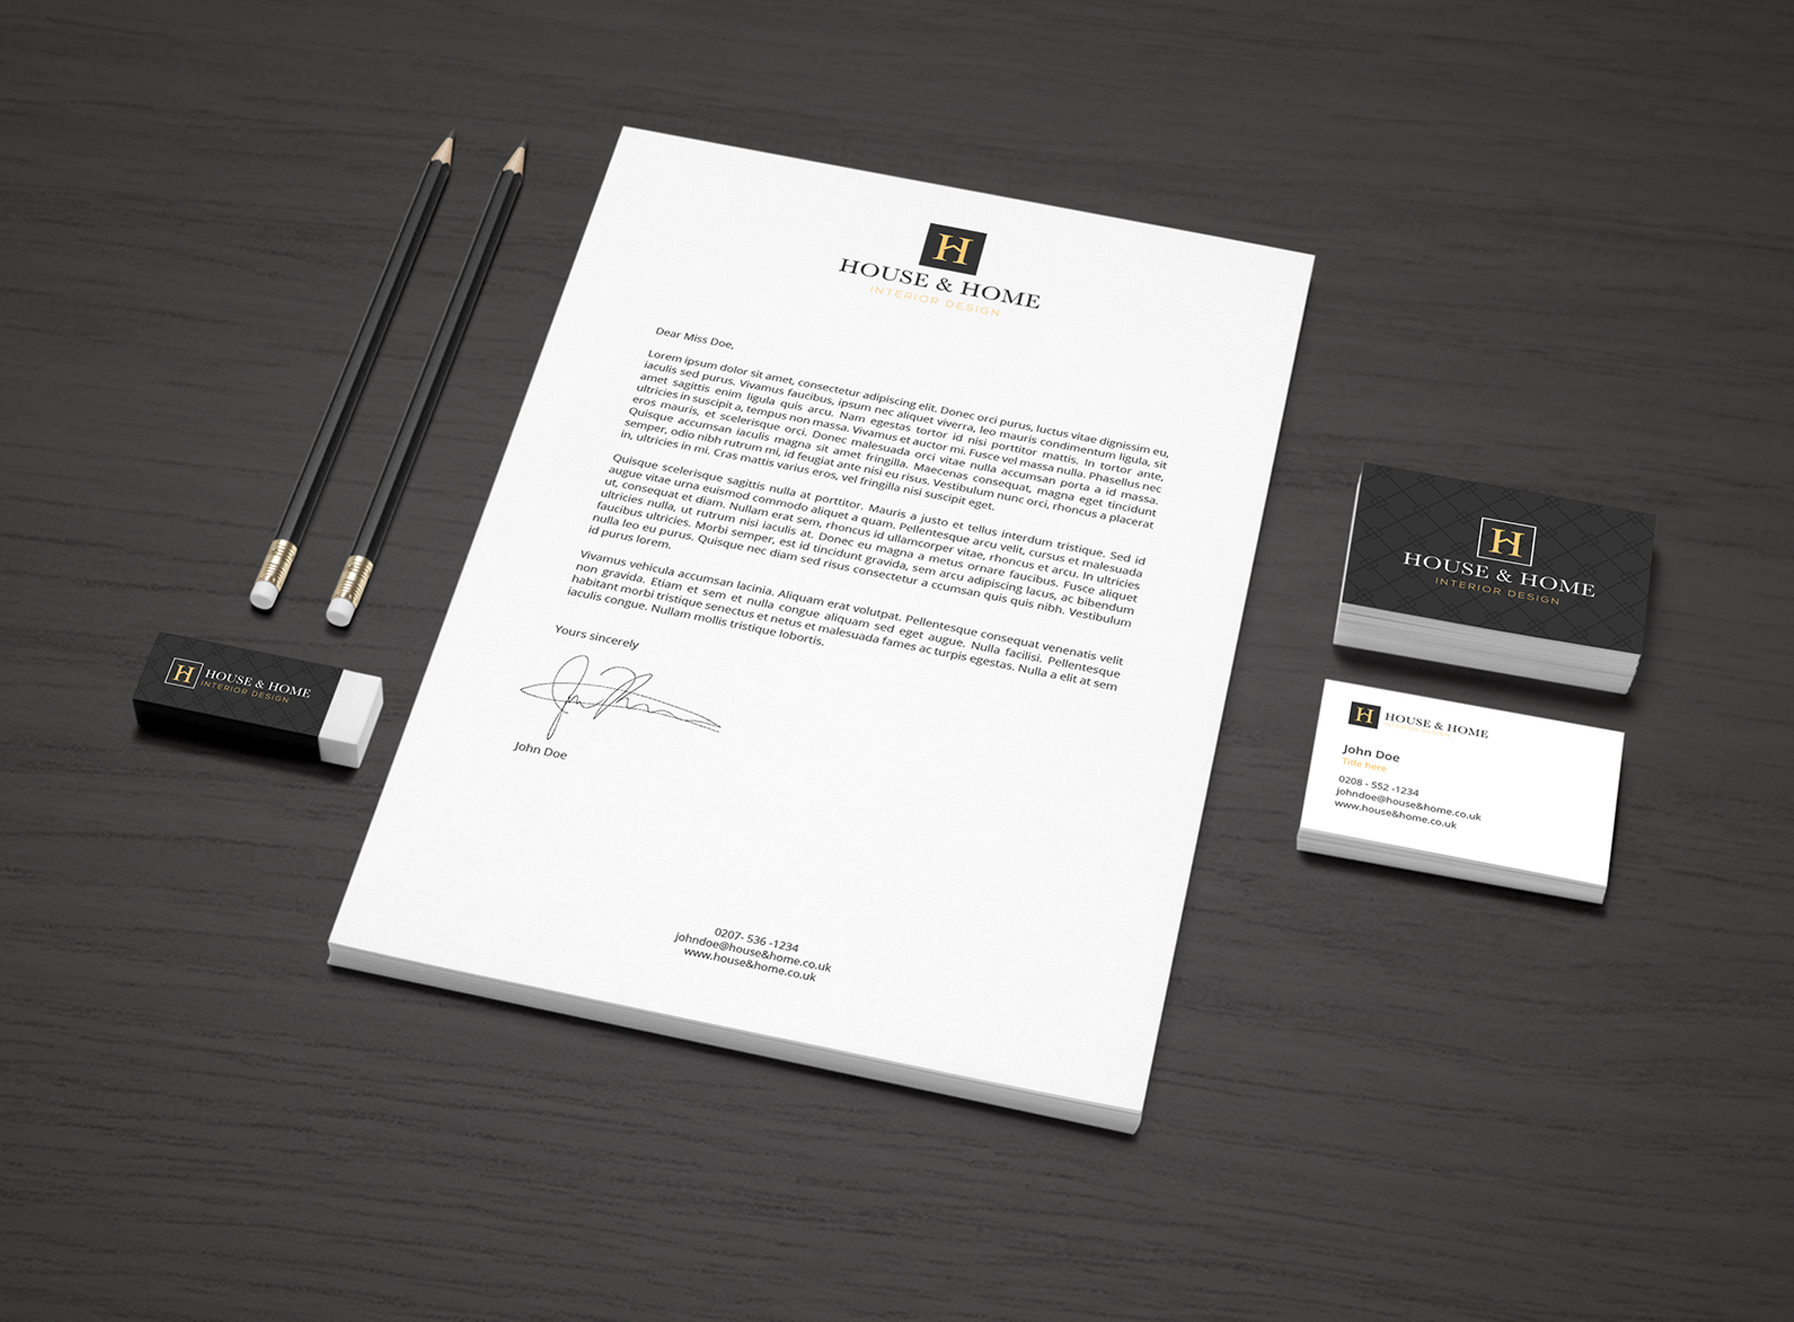 H
HOUSE & HOME
INTERIOR DESIGN
Dear Miss Doe,
Lorem ipsum dolor sit amet, consectetur adipiscing elit. Donec orci purus, luctus vitae dignissim eu,
iaculis sed purus. Vivamus faucibus, ipsum nec aliquet viverra, leo mauris condimentum ligula, sit
amet sagittis enim ligula quis arcu. Nam egestas tortor id nisi porttitor mattis. In tortor ante,
ultricies in suscipit a, tempus non massa. Vivamus et auctor mi. Fusce vel massa nulla. Phasellus nec
eros mauris, et scelerisque orci. Donec malesuada orci vitae nulla accumsan porta a id massa.
Quisque accumsan iaculis magna sit amet fringilla. Maecenas consequat, magna eget tincidunt
semper, odio nibh rutrum mi, id feugiat ante nisi eu risus. Vestibulum nunc orci, rhoncus a placerat
in, ultricies in mi. Cras mattis varius eros, vel fringilla nisi suscipit eget.
Quisque scelerisque sagittis nulla at porttitor. Mauris a justo et tellus interdum tristique. Sed id
augue vitae urna euismod commodo aliquet a quam. Pellentesque arcu velit, cursus et malesuada
ut, consequat et diam. Nullam erat sem, rhoncus id ullamcorper vitae, rhoncus et arcu. In ultricies
ultricies nulla, ut rutrum nisi iaculis at. Donec eu magna a metus ornare faucibus. Fusce aliquet
faucibus ultricies. Morbi semper, est id tincidunt gravida, sem arcu adipiscing lacus, ac bibendum
nulla leo eu purus. Quisque nec diam sed risus consectetur a ccumsan quis quis nibh. Vestibulum
id purus lorem.
Vivamus vehicula accumsan lacinia. Aliquam erat volutpat. Pellentesque consequat venenatis velit
non gravida. Etiam et sem et nulla congue aliquam sed eget augue. Nulla facilisi. Pellentesque
habitant morbi tristique senectus et netus et malesuada fames ac turpis egestas. Nulla a elit at sem
iaculis congue. Nullam mollis tristique lobortis.
Yours sincerely
John Doe
0207- 536 -1234
johndoe@house&home.co.uk
www.house&home.co.uk
H
HOUSE & HOME
INTERIOR DESIGN
H
HOUSE & HOME
INTERIOR DESIGN
H
HOUSE & HOME
INTERIOR DESIGN
John Doe
Title here
0208 - 552 -1234
johndoe@house&home.co.uk
www.house&home.co.uk